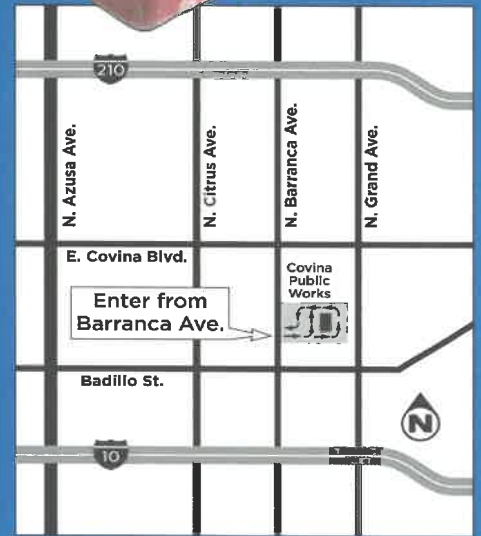 210
N. Azusa Ave.
N. Citrus Ave.
N. Barranca Ave.
N. Grand Ave.
E. Covina Blvd.
Covina
Public
Works
Enter from
Barranca Ave.
Badillo St.
N
10